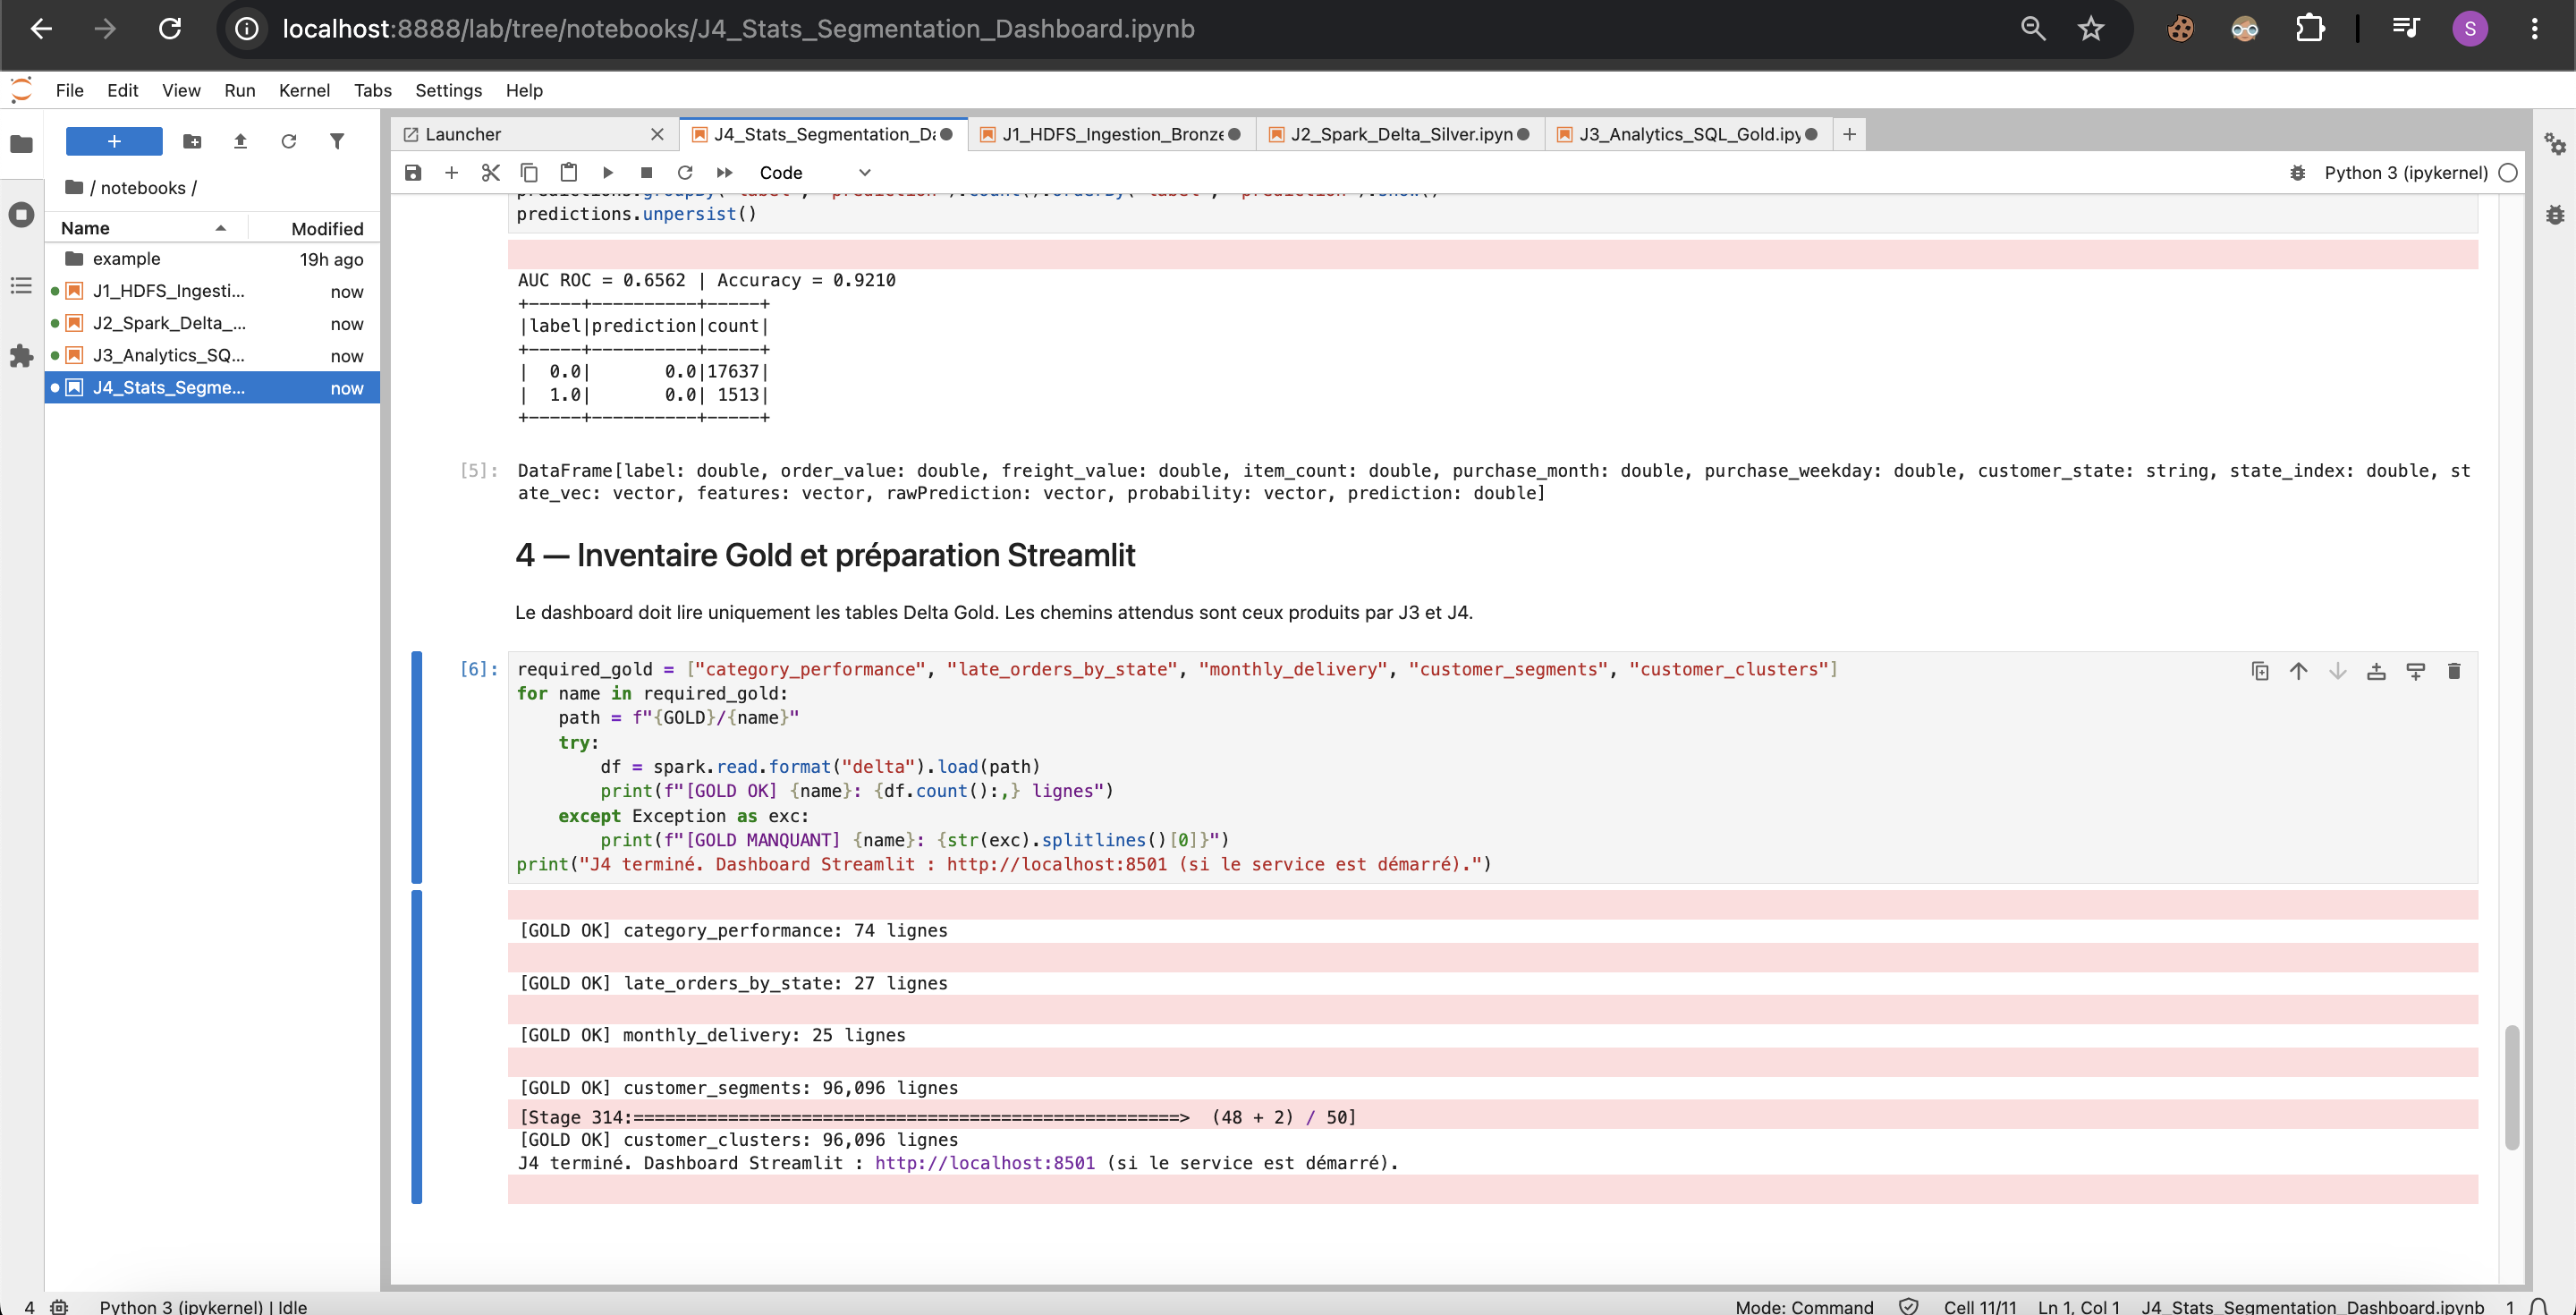 localhost:8888/lab/tree/notebooks/J4_Stats_Segmentation_Dashboard.ipynb
S
File Edit View Run Kernel Tabs Settings Help
Launcher
J4_Stats_Segmentation_Da
J1_HDFS_Ingestion_Bronze
J2_Spark_Delta_Silver.ipyn
J3_Analytics_SQL_Gold.ipy
Code
Python 3 (ipykernel)
/ notebooks /
Name Modified
example 19h ago
J1_HDFS_Ingesti... now
J2_Spark_Delta_... now
J3_Analytics_SQ... now
J4_Stats_Segme... now
predictions.unpersist()
AUC ROC = 0.6562 | Accuracy = 0.9210
+-----+----------+-----+
|label|prediction|count|
+-----+----------+-----+
|  0.0|       0.0|17637|
|  1.0|       0.0| 1513|
+-----+----------+-----+
[5]: DataFrame[label: double, order_value: double, freight_value: double, item_count: double, purchase_month: double, purchase_weekday: double, customer_state: string, state_index: double, st
ate_vec: vector, features: vector, rawPrediction: vector, probability: vector, prediction: double]
4 — Inventaire Gold et préparation Streamlit
Le dashboard doit lire uniquement les tables Delta Gold. Les chemins attendus sont ceux produits par J3 et J4.
[6]: required_gold = ["category_performance", "late_orders_by_state", "monthly_delivery", "customer_segments", "customer_clusters"]
for name in required_gold:
    path = f"{GOLD}/{name}"
    try:
        df = spark.read.format("delta").load(path)
        print(f"[GOLD OK] {name}: {df.count():,} lignes")
    except Exception as exc:
        print(f"[GOLD MANQUANT] {name}: {str(exc).splitlines()[0]}")
print("J4 terminé. Dashboard Streamlit : http://localhost:8501 (si le service est démarré).")
[GOLD OK] category_performance: 74 lignes
[GOLD OK] late_orders_by_state: 27 lignes
[GOLD OK] monthly_delivery: 25 lignes
[GOLD OK] customer_segments: 96,096 lignes
[Stage 314:====================================================>  (48 + 2) / 50]
[GOLD OK] customer_clusters: 96,096 lignes
J4 terminé. Dashboard Streamlit : http://localhost:8501 (si le service est démarré).
4 Python 3 (ipykernel) | Idle
Mode: Command Cell 11/11 Ln 1, Col 1 J4_Stats_Segmentation_Dashboard.ipynb 1